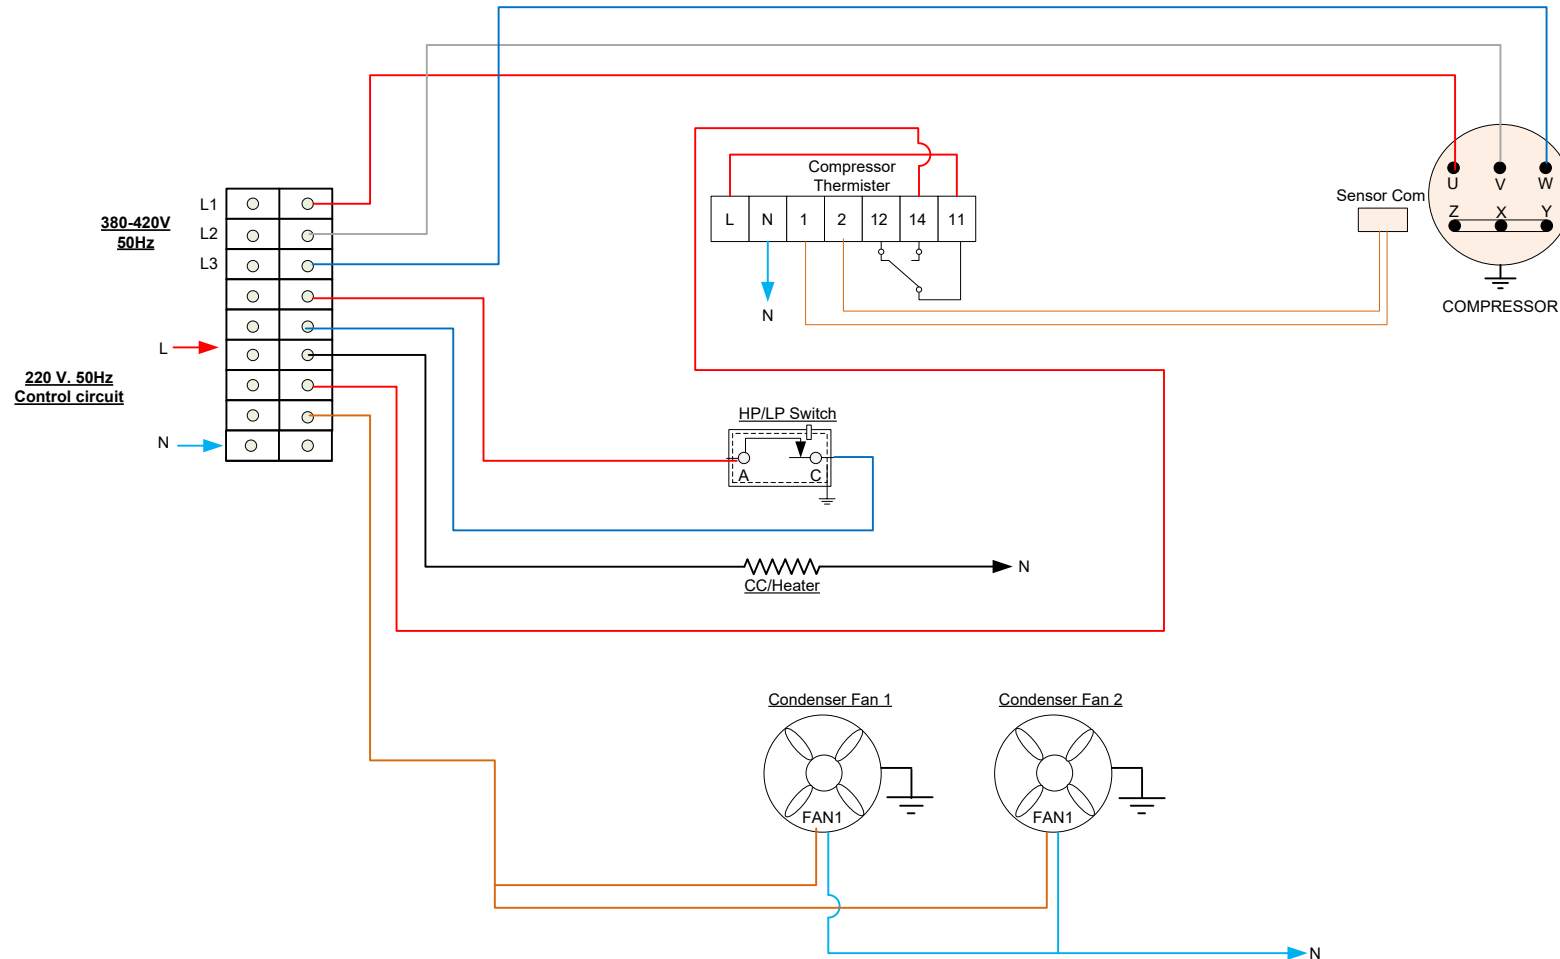 L1
380-420V
50Hz
L2
L3
L
220 V. 50Hz
Control circuit
N
Compressor
Thermister
L N 1 2 12 14 11
N
Sensor Com
U V W
Z X Y
COMPRESSOR
HP/LP Switch
A C
CC/Heater
N
Condenser Fan 1
FAN1
Condenser Fan 2
FAN1
N